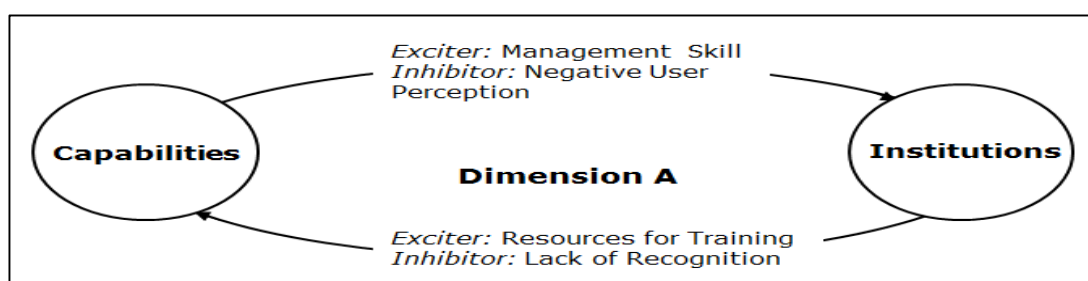 Exciter: Management Skill
Inhibitor: Negative User
Perception
Capabilities
Institutions
Dimension A
Exciter: Resources for Training
Inhibitor: Lack of Recognition